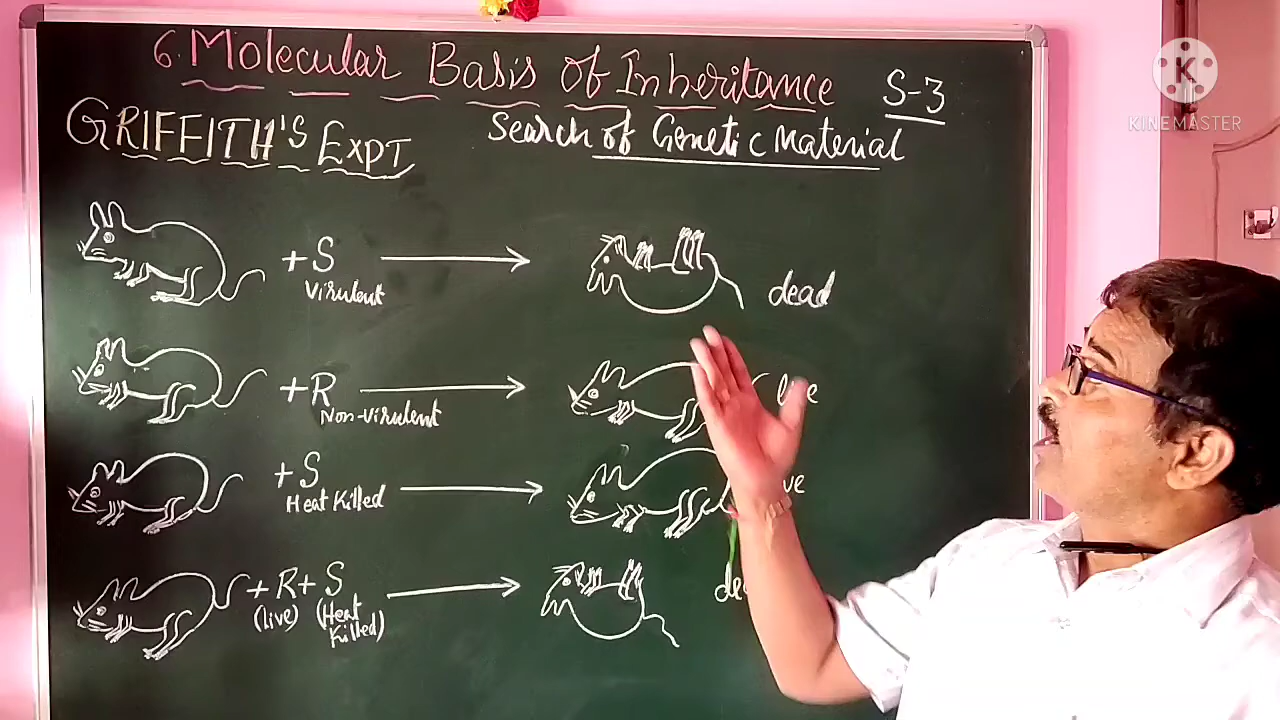 6. Molecular Basis of Inheritance
S-3
GRIFFITH'S EXPT
Search of Genetic Material
+ S
Virulent
dead
+ R
Non-Virulent
+ S
Heat Killed
+ R + S
(live) (Heat Killed)
K
KINEMASTER